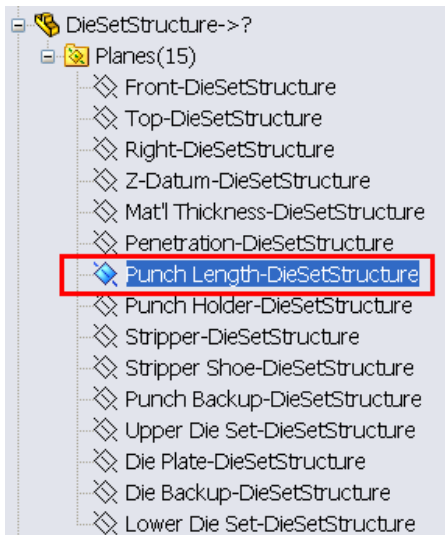 DieSetStructure->?
Planes(15)
Front-DieSetStructure
Top-DieSetStructure
Right-DieSetStructure
Z-Datum-DieSetStructure
Mat'l Thickness-DieSetStructure
Penetration-DieSetStructure
Punch Length-DieSetStructure
Punch Holder-DieSetStructure
Stripper-DieSetStructure
Stripper Shoe-DieSetStructure
Punch Backup-DieSetStructure
Upper Die Set-DieSetStructure
Die Plate-DieSetStructure
Die Backup-DieSetStructure
Lower Die Set-DieSetStructure